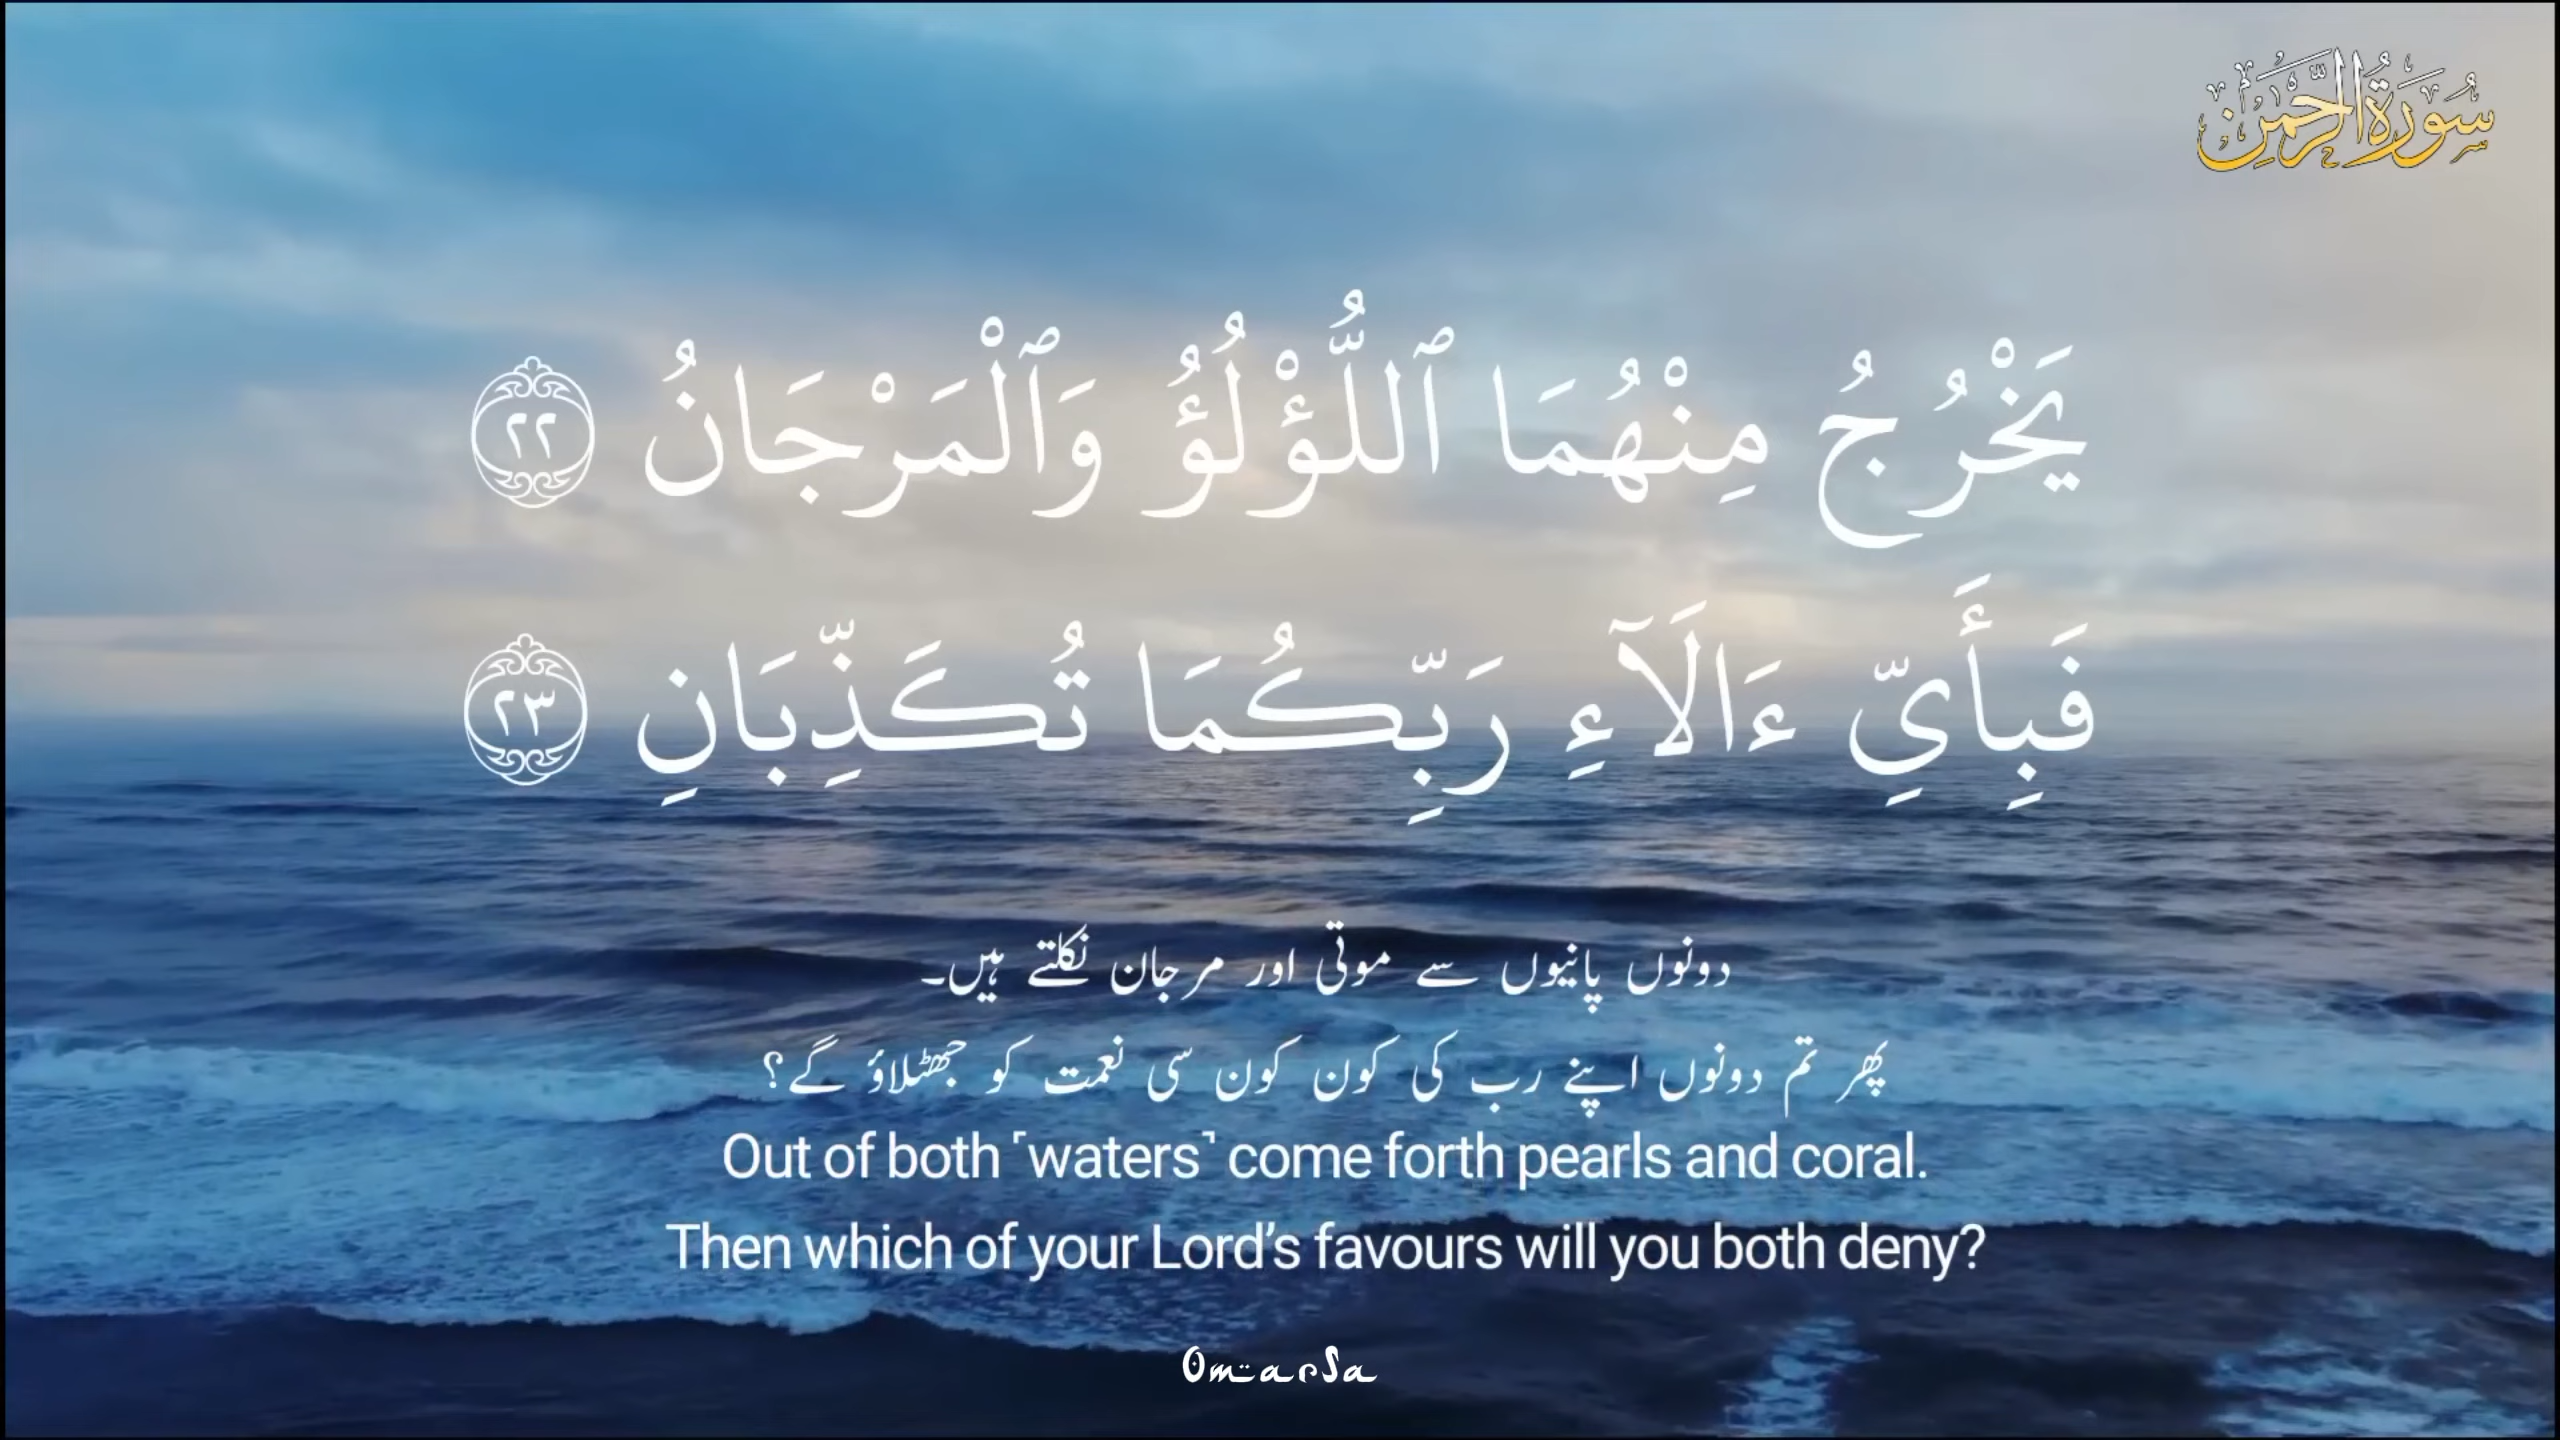 سُورَةُ الرَّحْمَٰن
يَخْرُجُ مِنْهُمَا ٱللُّؤْلُؤُ وَٱلْمَرْجَانُ ٢٢
فَبِأَيِّ ءَالَآءِ رَبِّكُمَا تُكَذِّبَانِ ٢٣
دونوں پانیوں سے موتی اور مرجان نکلتے ہیں۔
پھر تم دونوں اپنے رب کی کون کون سی نعمت کو جھٹلاؤ گے؟
Out of both ˹waters˺ come forth pearls and coral.
Then which of your Lord’s favours will you both deny?
OmarSa